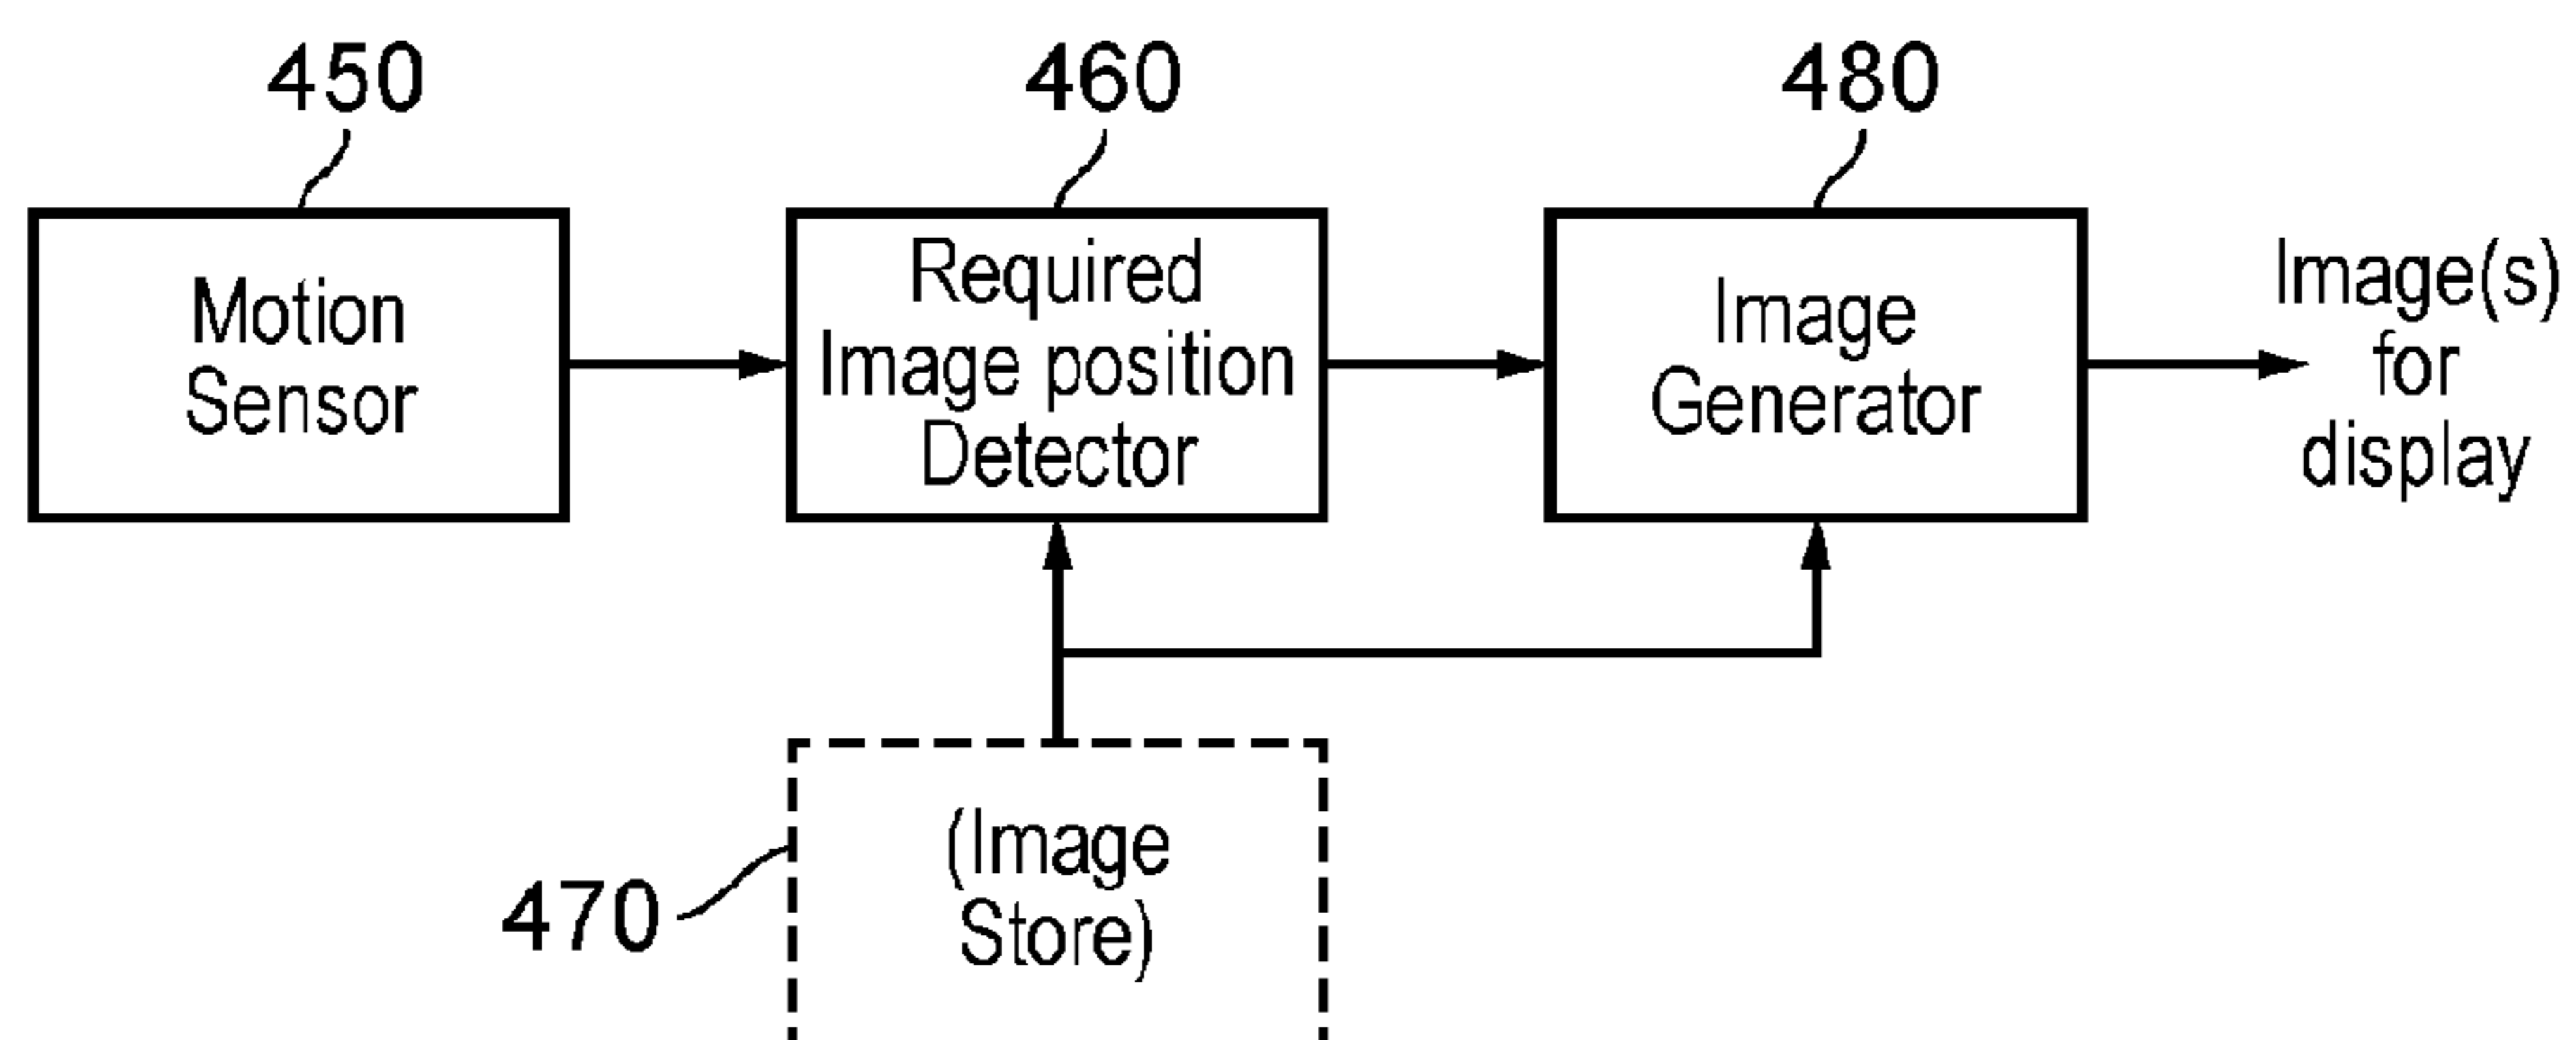 450
460
480
Motion
Sensor
Required
Image position
Detector
Image
Generator
Image(s)
for
display
470
(Image
Store)